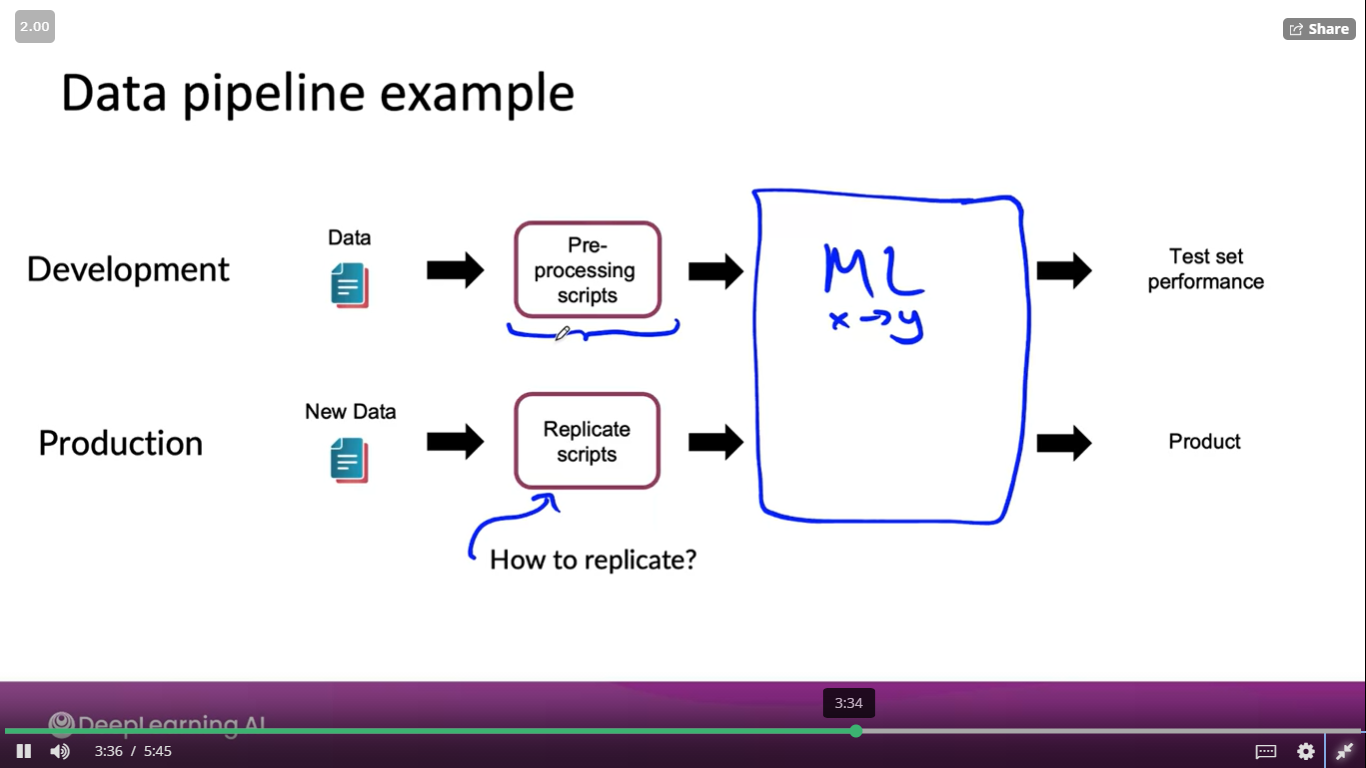 2.00
Share
Data pipeline example
Development
Data
Pre-
processing
scripts
ML
x → y
Test set
performance
Production
New Data
Replicate
scripts
Product
How to replicate?
DeepLearning.AI
3:34
3:36 / 5:45